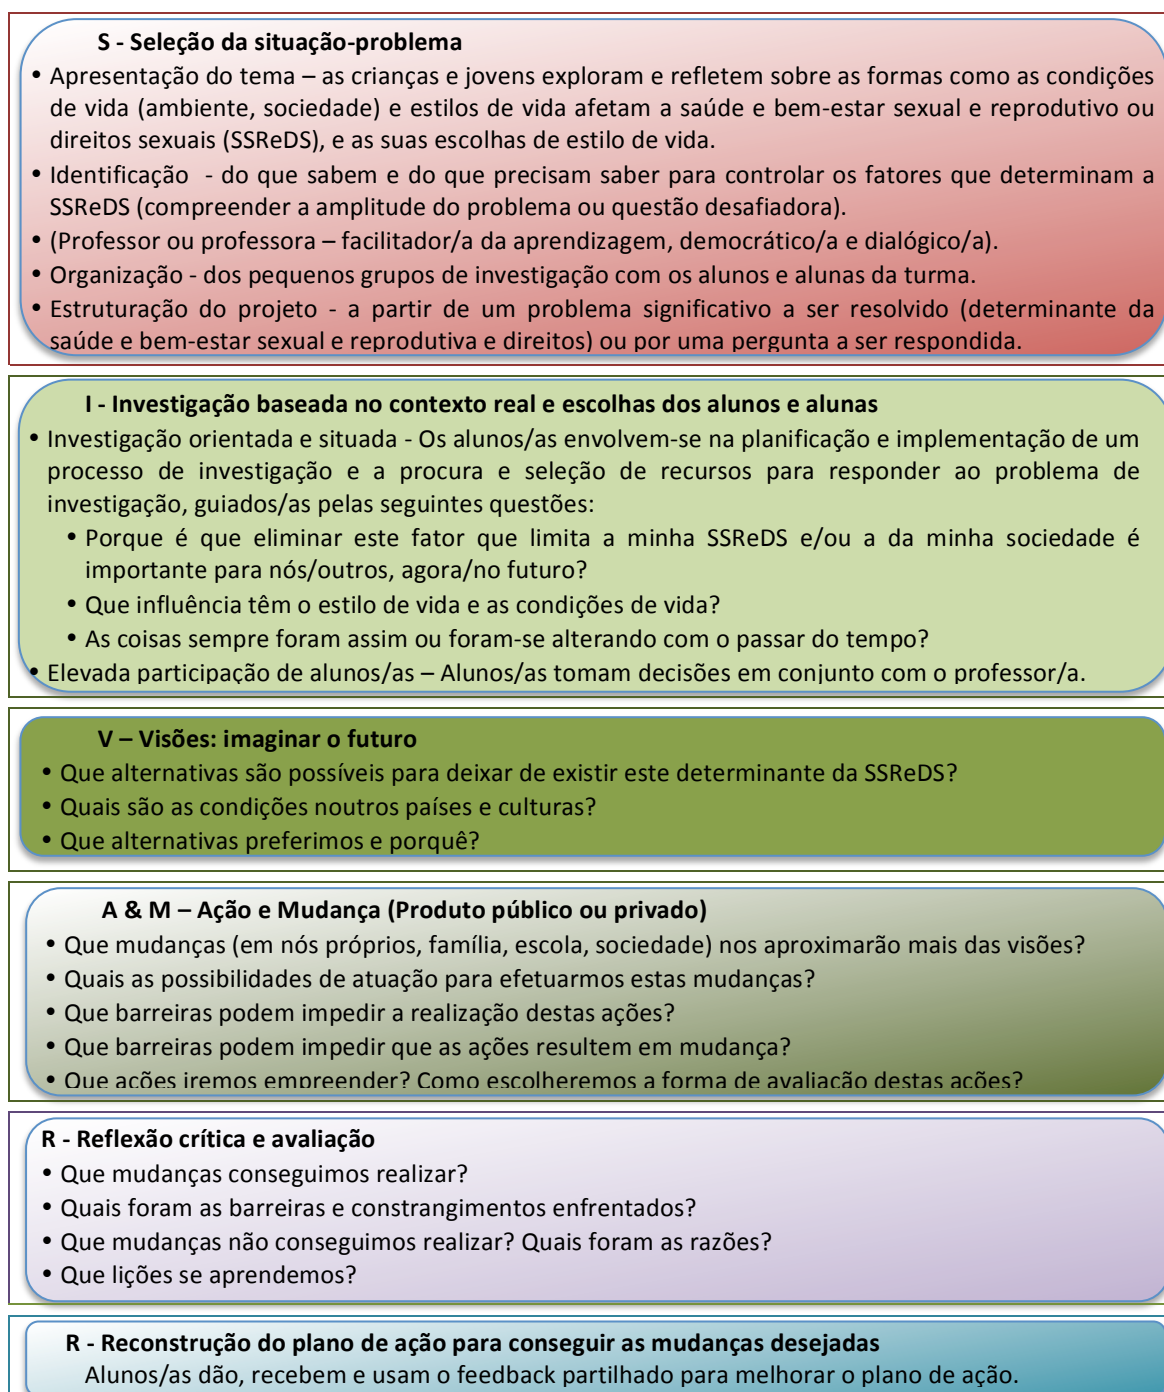 S - Seleção da situação-problema
• Apresentação do tema – as crianças e jovens exploram e refletem sobre as formas como as condições
de vida (ambiente, sociedade) e estilos de vida afetam a saúde e bem-estar sexual e reprodutivo ou
direitos sexuais (SSReDS), e as suas escolhas de estilo de vida.
• Identificação - do que sabem e do que precisam saber para controlar os fatores que determinam a
SSReDS (compreender a amplitude do problema ou questão desafiadora).
• (Professor ou professora – facilitador/a da aprendizagem, democrático/a e dialógico/a).
• Organização - dos pequenos grupos de investigação com os alunos e alunas da turma.
• Estruturação do projeto - a partir de um problema significativo a ser resolvido (determinante da
saúde e bem-estar sexual e reprodutiva e direitos) ou por uma pergunta a ser respondida.
I - Investigação baseada no contexto real e escolhas dos alunos e alunas
• Investigação orientada e situada - Os alunos/as envolvem-se na planificação e implementação de um
processo de investigação e a procura e seleção de recursos para responder ao problema de
investigação, guiados/as pelas seguintes questões:
• Porque é que eliminar este fator que limita a minha SSReDS e/ou a da minha sociedade é
importante para nós/outros, agora/no futuro?
• Que influência têm o estilo de vida e as condições de vida?
• As coisas sempre foram assim ou foram-se alterando com o passar do tempo?
• Elevada participação de alunos/as – Alunos/as tomam decisões em conjunto com o professor/a.
V – Visões: imaginar o futuro
• Que alternativas são possíveis para deixar de existir este determinante da SSReDS?
• Quais são as condições noutros países e culturas?
• Que alternativas preferimos e porquê?
A & M – Ação e Mudança (Produto público ou privado)
• Que mudanças (em nós próprios, família, escola, sociedade) nos aproximarão mais das visões?
• Quais as possibilidades de atuação para efetuarmos estas mudanças?
• Que barreiras podem impedir a realização destas ações?
• Que barreiras podem impedir que as ações resultem em mudança?
• Que ações iremos empreender? Como escolheremos a forma de avaliação destas ações?
R - Reflexão crítica e avaliação
• Que mudanças conseguimos realizar?
• Quais foram as barreiras e constrangimentos enfrentados?
• Que mudanças não conseguimos realizar? Quais foram as razões?
• Que lições se aprendemos?
R - Reconstrução do plano de ação para conseguir as mudanças desejadas
Alunos/as dão, recebem e usam o feedback partilhado para melhorar o plano de ação.